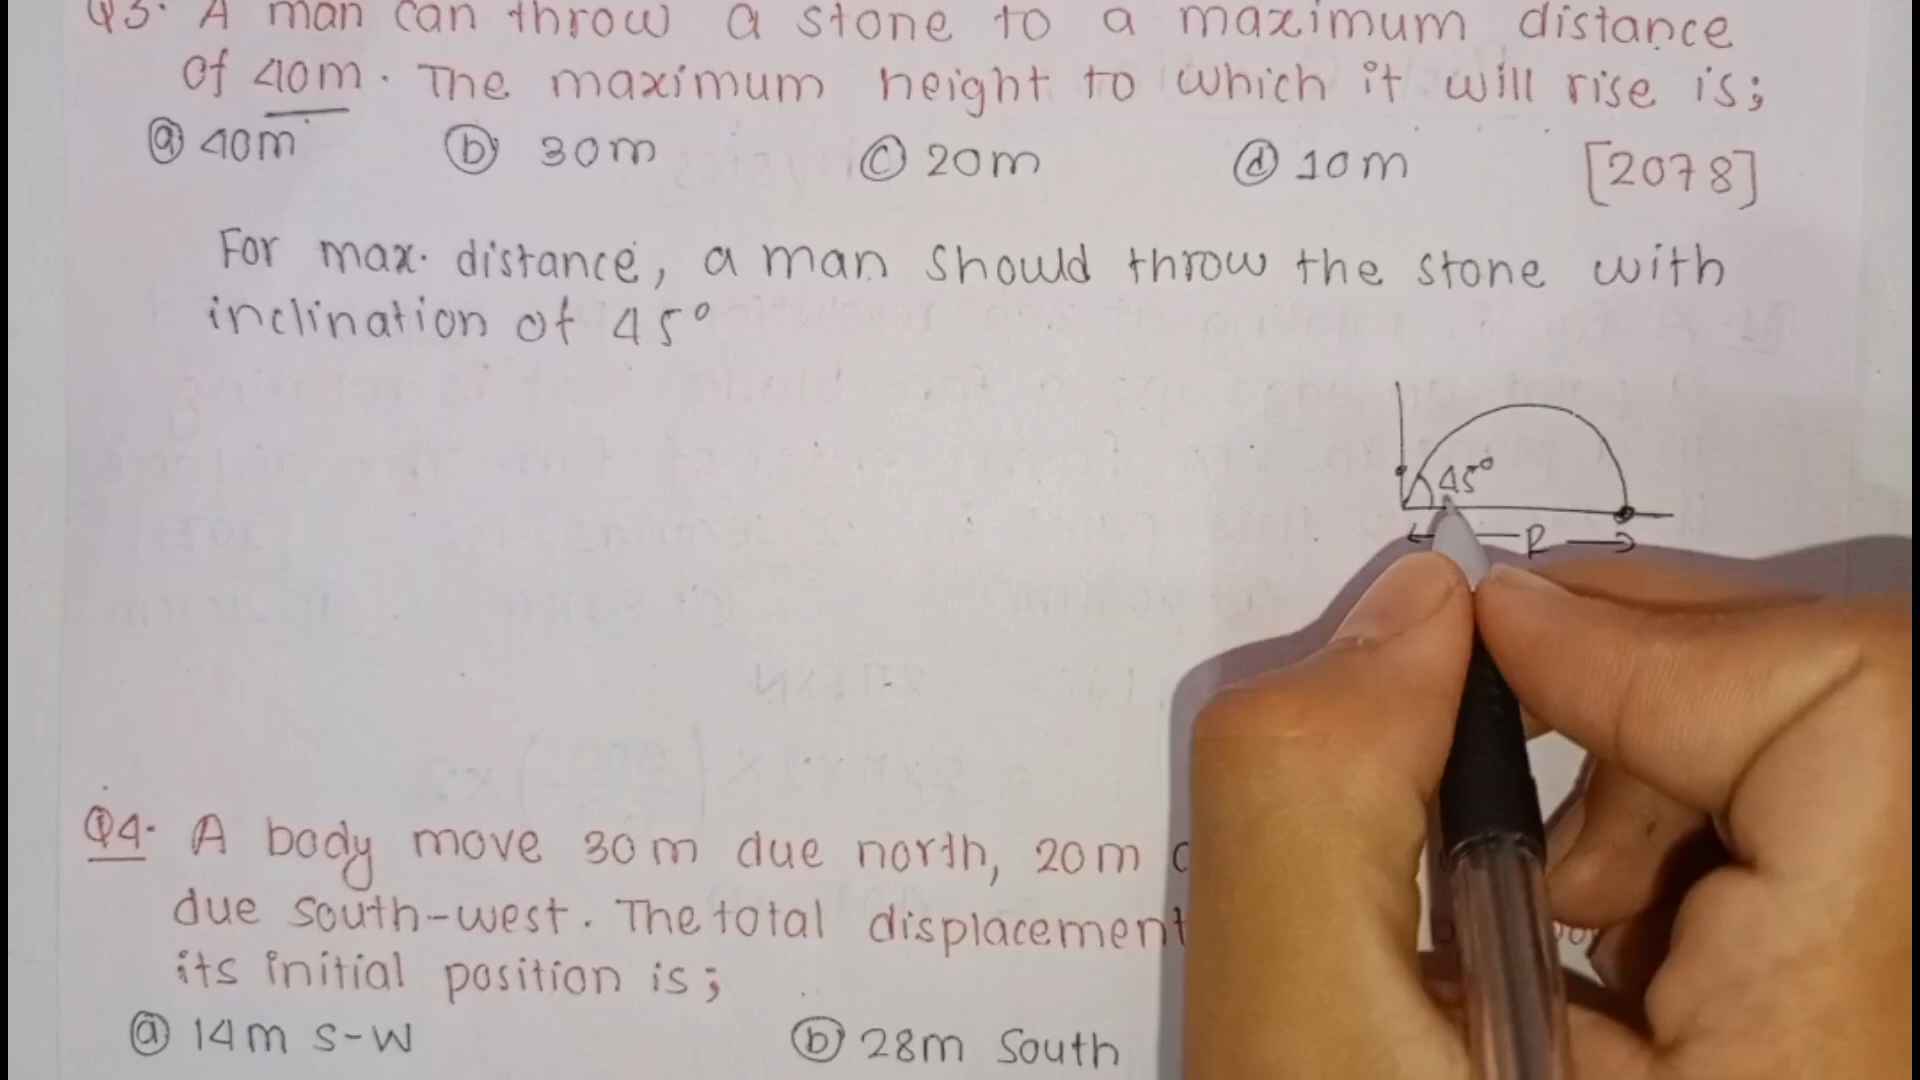 Q3. A man can throw a stone to a maximum distance
of 40m. The maximum height to which it will rise is;
(a) 40m (b) 30m (c) 20m (d) 10m [2078]
For max. distance, a man should throw the stone with
inclination of 45°
45°
R
Q4. A body move 30m due north, 20m
due south-west. The total displacement
its initial position is;
(a) 14m S-W (b) 28m South